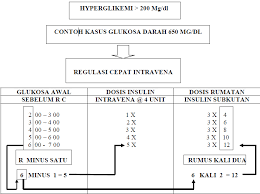 HYPERGLIKEMI > 200 Mg/dl
CONTOH KASUS GLUKOSA DARAH 650 MG/DL
REGULASI CEPAT INTRAVENA
GLUKOSA AWAL SEBELUM R C
DOSIS INSULIN INTRAVENA @ 4 UNIT
DOSIS RUMATAN INSULIN SUBKUTAN
2 00 – 3 00 1 X 3 X 4
3 00 – 4 00 2 X 3 X 6
4 00 – 5 00 3 X 3 X 8
5 00 – 6 00 4 X 3 X 10
6 00 – 7 00 5 X 3 X 12
R MINUS SATU
RUMUS KALI DUA
6 MINUS 1 = 5
6 KALI 2 = 12